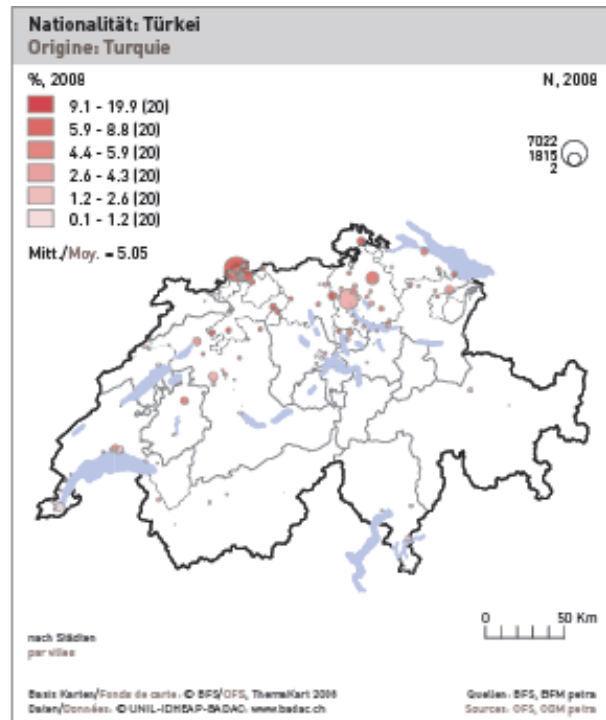 Nationalität: Türkei
Origine: Turquie
%, 2008
N, 2008
9.1 - 19.9 (20)
5.9 - 8.8 (20)
4.4 - 5.9 (20)
2.6 - 4.3 (20)
1.2 - 2.6 (20)
0.1 - 1.2 (20)
7022
1815
2
Mitt./Moy. = 5.05
0 50 Km
nach Städten
par villes
Basis Karten/Fonds de carte: © BFS/OFS, ThemaKart 2008
Daten/Données: © UNIL-IDHEAP-BADAC: www.badac.ch
Quellen: BFS, BFM petra
Sources: OFS, ODM petra